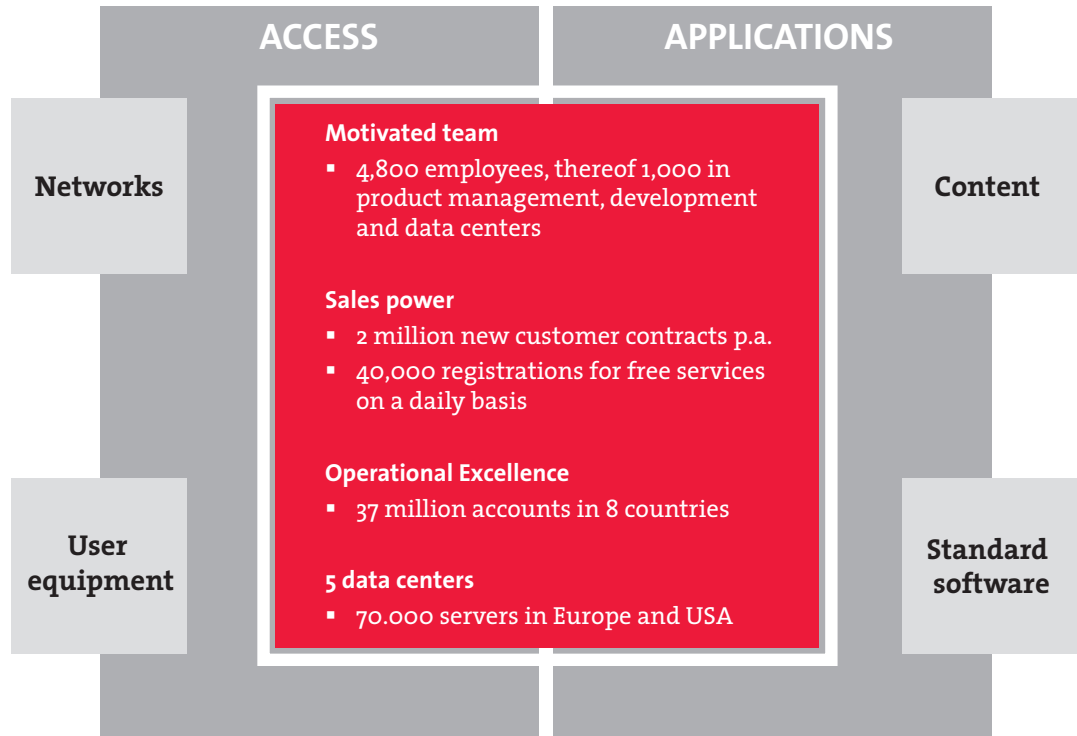 ACCESS
APPLICATIONS
Networks
Content
User
equipment
Standard
software
Motivated team
▪ 4,800 employees, thereof 1,000 in
product management, development
and data centers
Sales power
▪ 2 million new customer contracts p.a.
▪ 40,000 registrations for free services
on a daily basis
Operational Excellence
▪ 37 million accounts in 8 countries
5 data centers
▪ 70.000 servers in Europe and USA